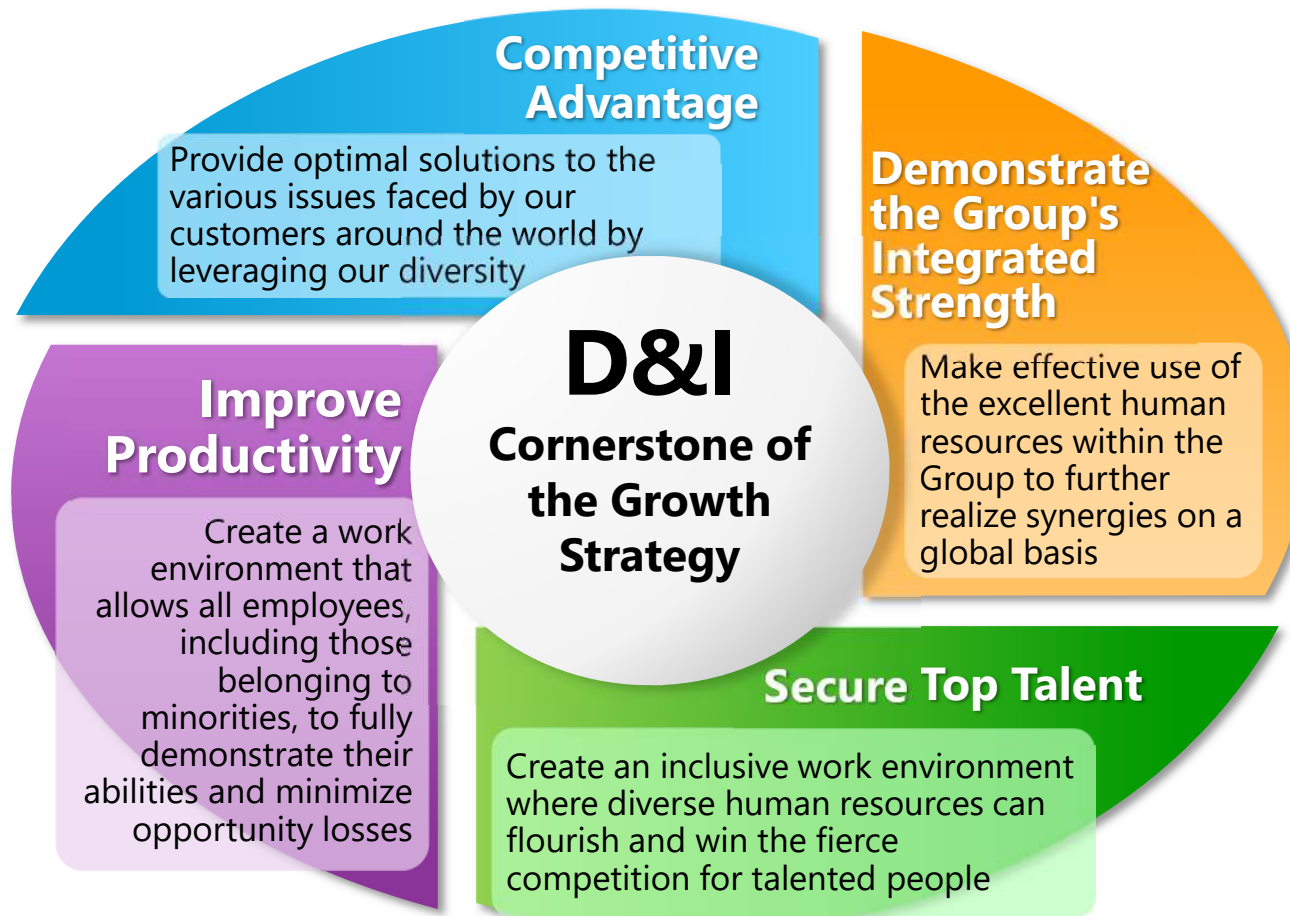 Competitive
Advantage
Provide optimal solutions to the
various issues faced by our
customers around the world by
leveraging our diversity
Demonstrate
the Group's
Integrated
Strength
Make effective use of
the excellent human
resources within the
Group to further
realize synergies on a
global basis
D&I
Cornerstone of
the Growth
Strategy
Improve
Productivity
Create a work
environment that
allows all employees,
including those
belonging to
minorities, to fully
demonstrate their
abilities and minimize
opportunity losses
Secure Top Talent
Create an inclusive work environment
where diverse human resources can
flourish and win the fierce
competition for talented people